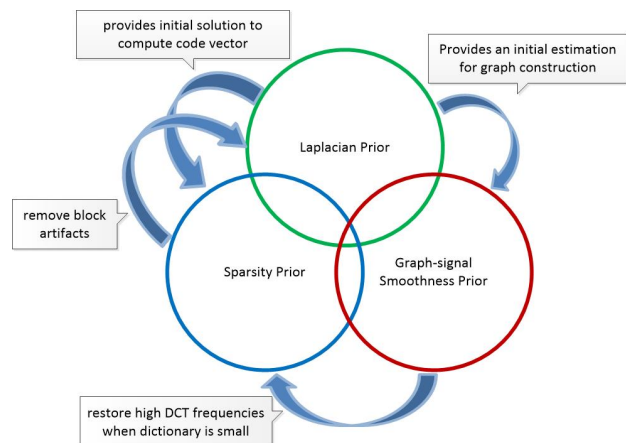 provides initial solution to
compute code vector
Provides an initial estimation
for graph construction
Laplacian Prior
remove block
artifacts
Sparsity Prior
Graph-signal
Smoothness Prior
restore high DCT frequencies
when dictionary is small